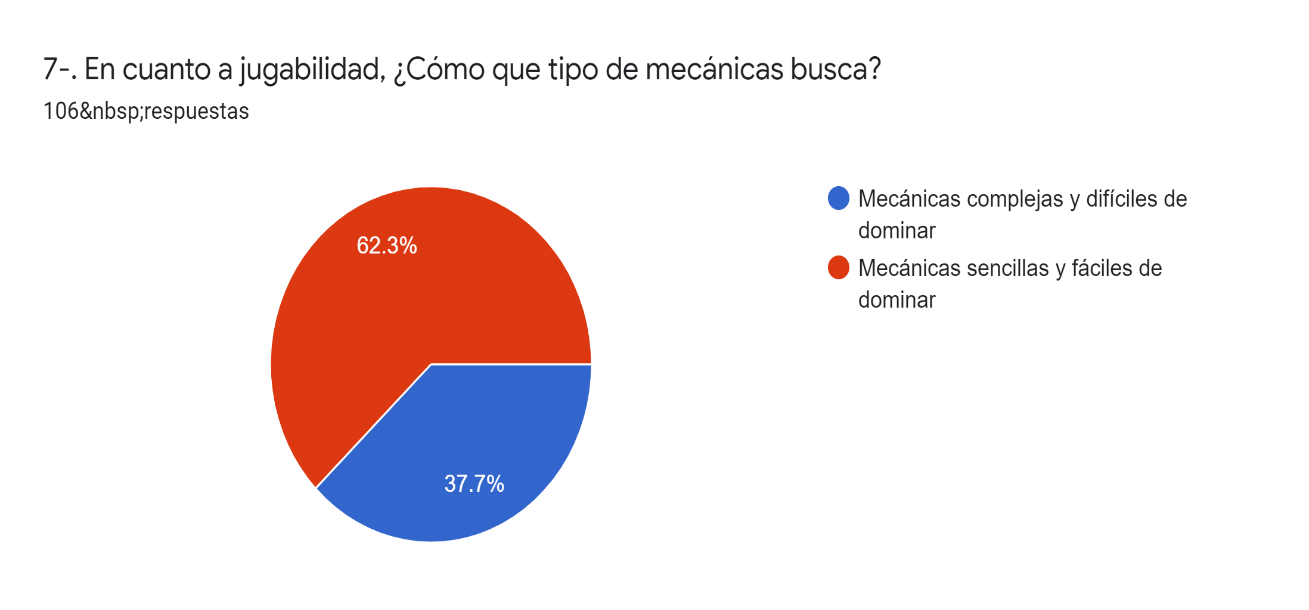 7-. En cuanto a jugabilidad, ¿Cómo que tipo de mecánicas busca?
106&nbsp;respuestas
62.3%
37.7%
Mecánicas complejas y difíciles de
dominar
Mecánicas sencillas y fáciles de
dominar